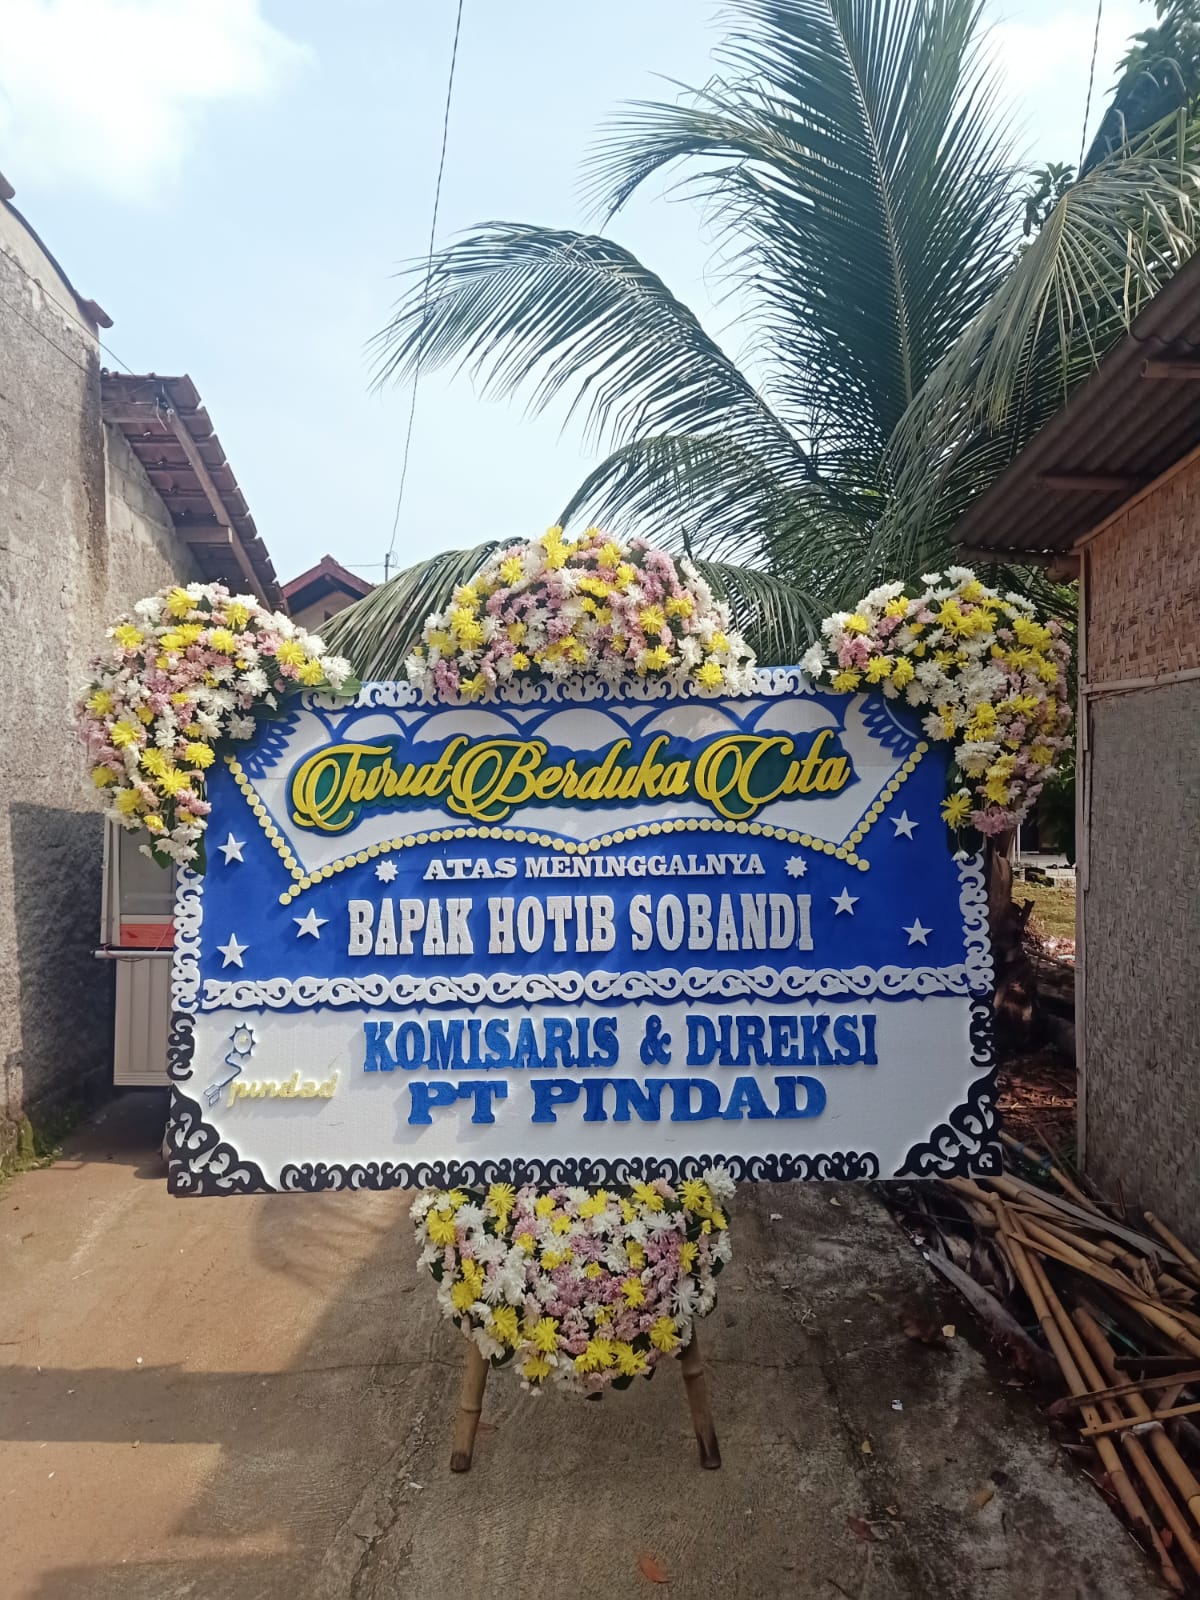 Turut Berduka Cita
ATAS MENINGGALNYA
BAPAK HOTIB SOBANDI
KOMISARIS & DIREKSI
PT PINDAD
pindad